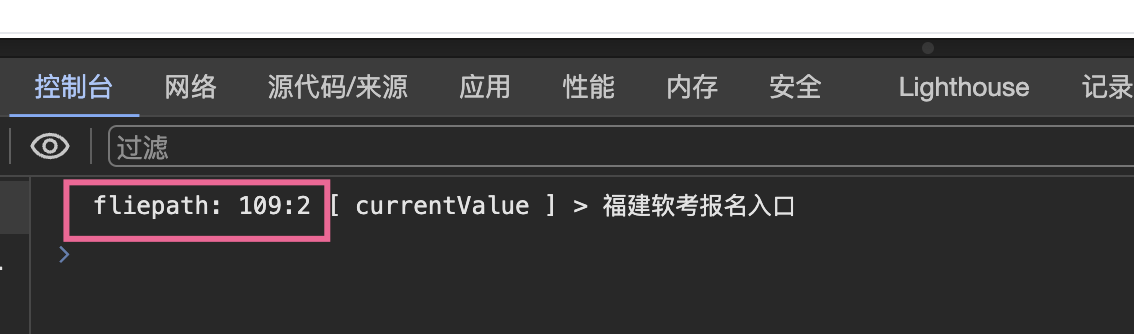 控制台 网络 源代码/来源 应用 性能 内存 安全 Lighthouse 记录
过滤
fliepath: 109:2 [ currentValue ] > 福建软考报名入口
>